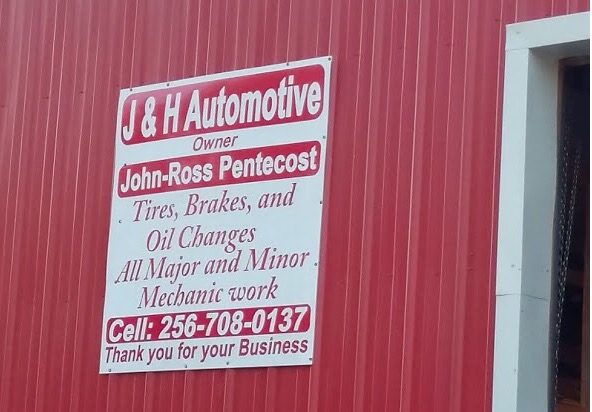 J & H Automotive
Owner
John-Ross Pentecost
Tires, Brakes, and
Oil Changes
All Major and Minor
Mechanic work
Cell: 256-708-0137
Thank you for your Business